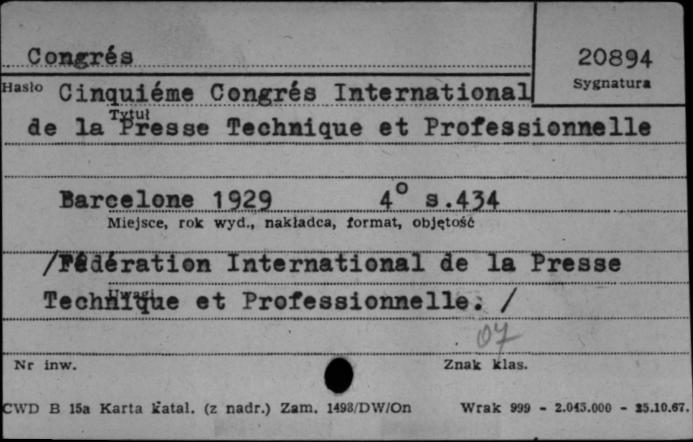 Congrés
20894
Sygnatura
Hasło
Cinquiéme Congrés International
Tytuł
de la Presse Technique et Professionnelle
Barcelone 1929 4° s.434
Miejsce, rok wyd., nakładca, format, objętość
/Fédération International de la Presse
Uwagi
Technique et Professionnelle. /
07
Nr inw.
Znak klas.
CWD B 15a Karta katal. (z nadr.) Zam. 1498/DW/On Wrak 999 - 2.045.000 - 25.10.67.